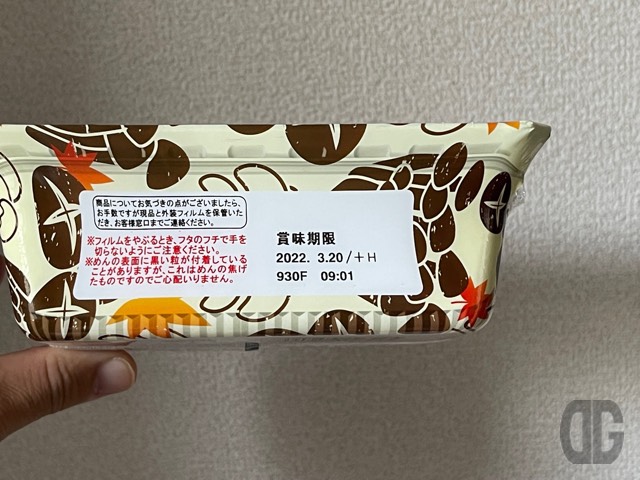 商品についてお気づきの点がございましたら、
お手数ですが現品と外装フィルムを保管いた
だき、お客様窓口までご連絡ください。
※フィルムをやぶるとき、フタのフチで手を
切らないようにご注意ください。
※めんの表面に黒い粒が付着している
ことがありますが、これはめんの焦げ
たものですのでご心配いりません。
賞味期限
2022. 3.20/+H
930F 09:01
DG